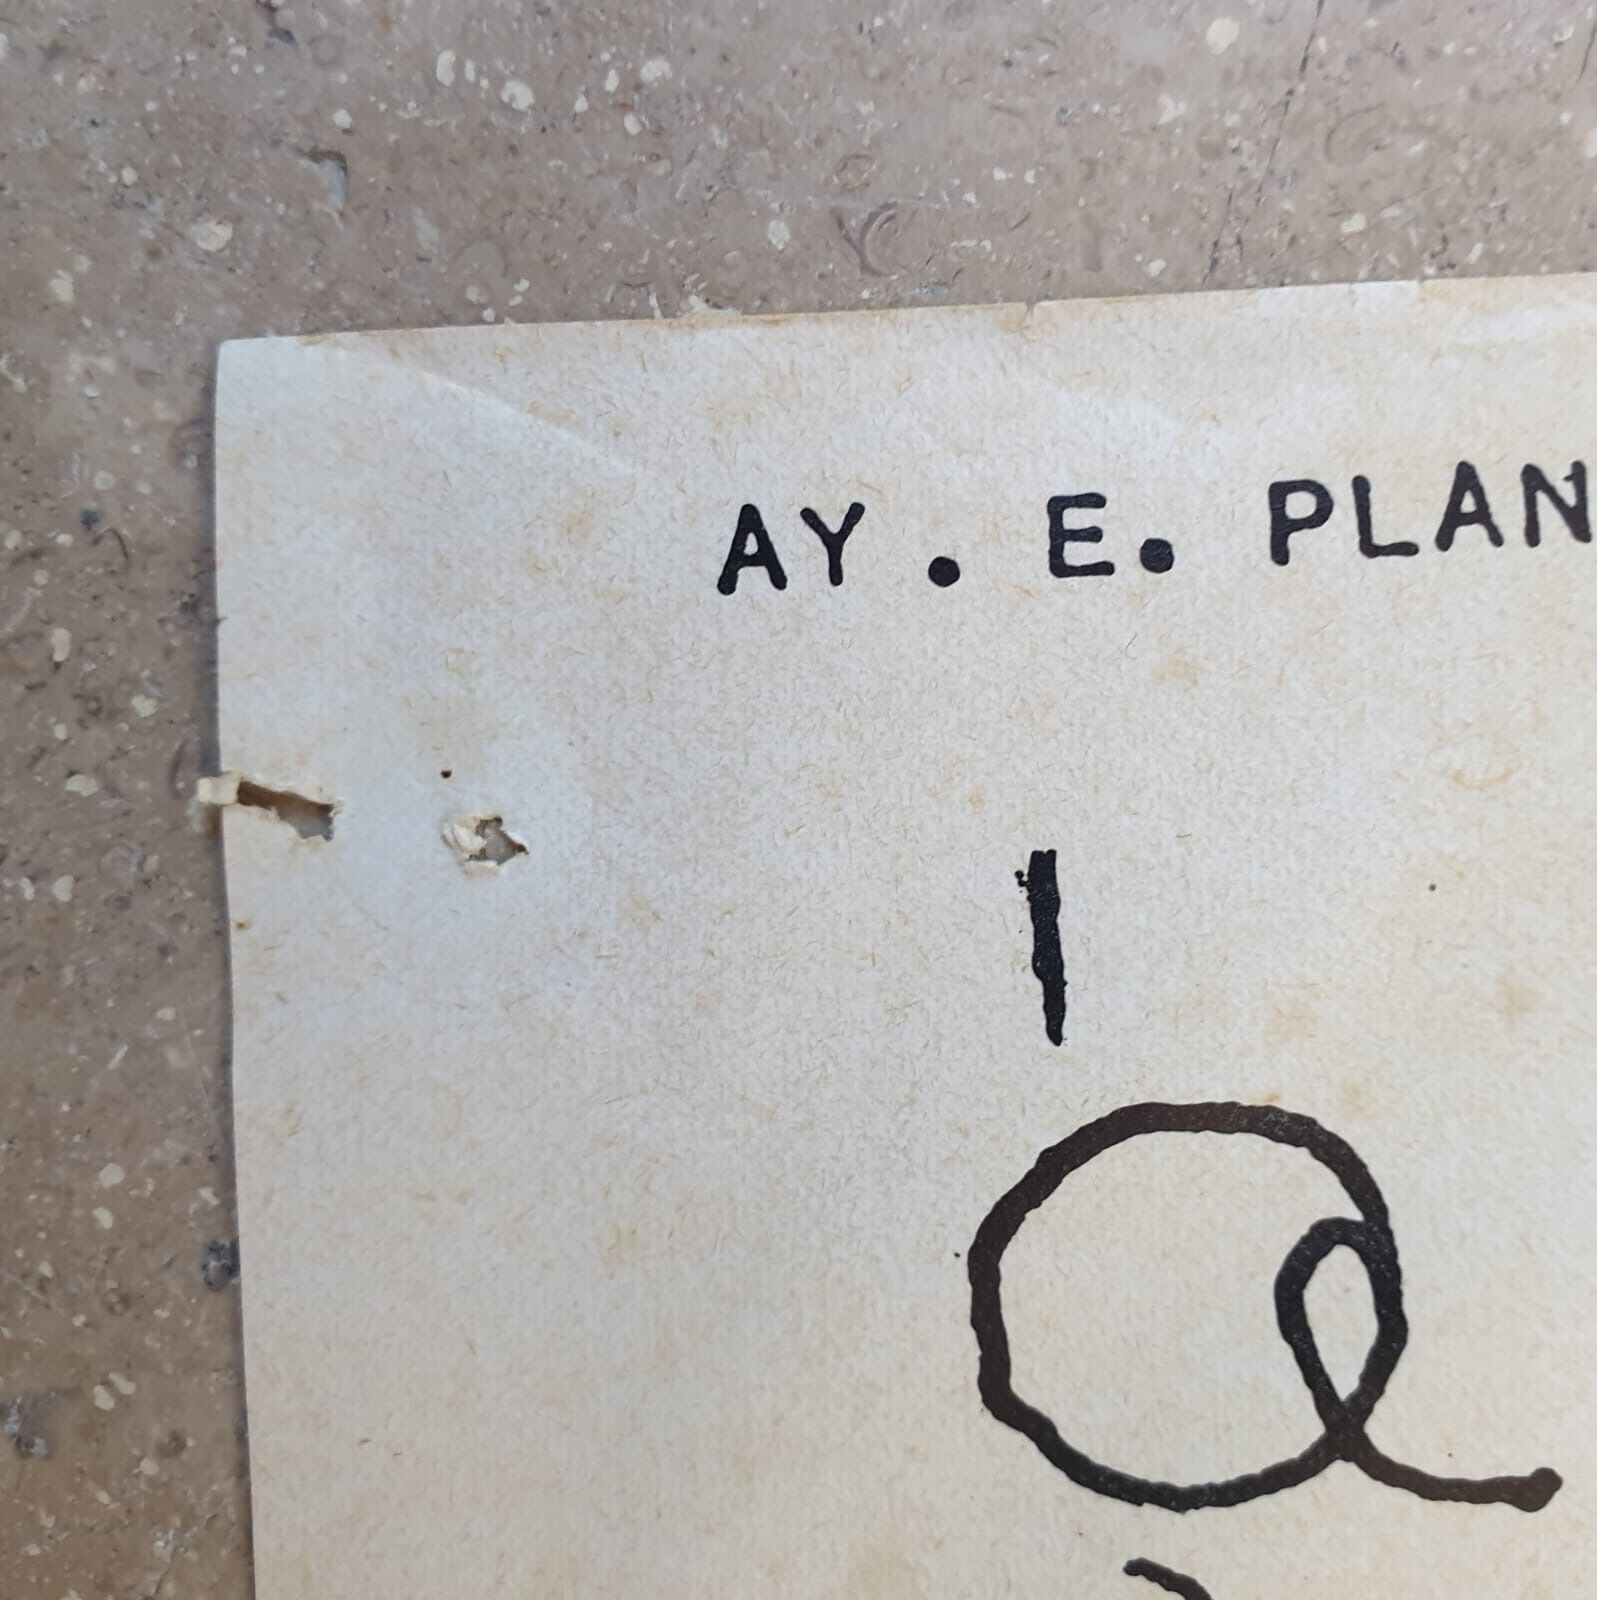 AY . E. PLAN